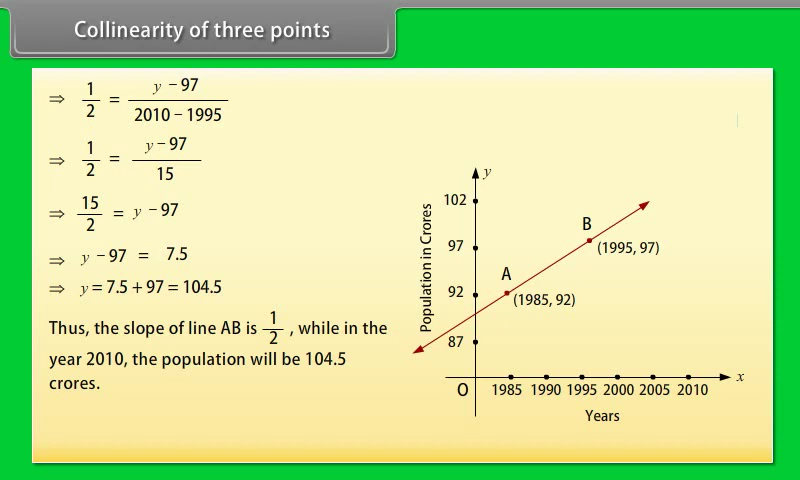 Collinearity of three points
⇒ 1/2 = (y − 97)/(2010 − 1995)
⇒ 1/2 = (y − 97)/15
⇒ 15/2 = y − 97
⇒ y − 97 = 7.5
⇒ y = 7.5 + 97 = 104.5
Thus, the slope of line AB is 1/2 , while in the
year 2010, the population will be 104.5
crores.
y
Population in Crores
102
97
92
87
B
(1995, 97)
A
(1985, 92)
x
O
1985 1990 1995 2000 2005 2010
Years